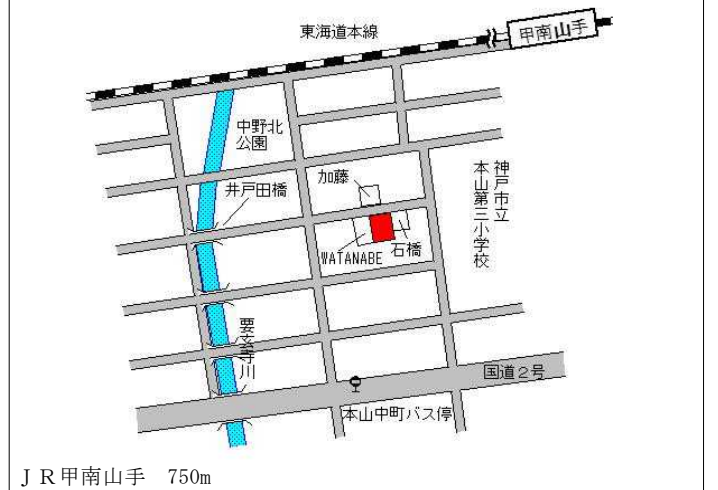 東海道本線
甲南山手
中野北
公園
加藤
井戸田橋
神戸市立
本山第三小学校
WATANABE
石橋
要玄寺川
国道２号
本山中町バス停
ＪＲ甲南山手　750m